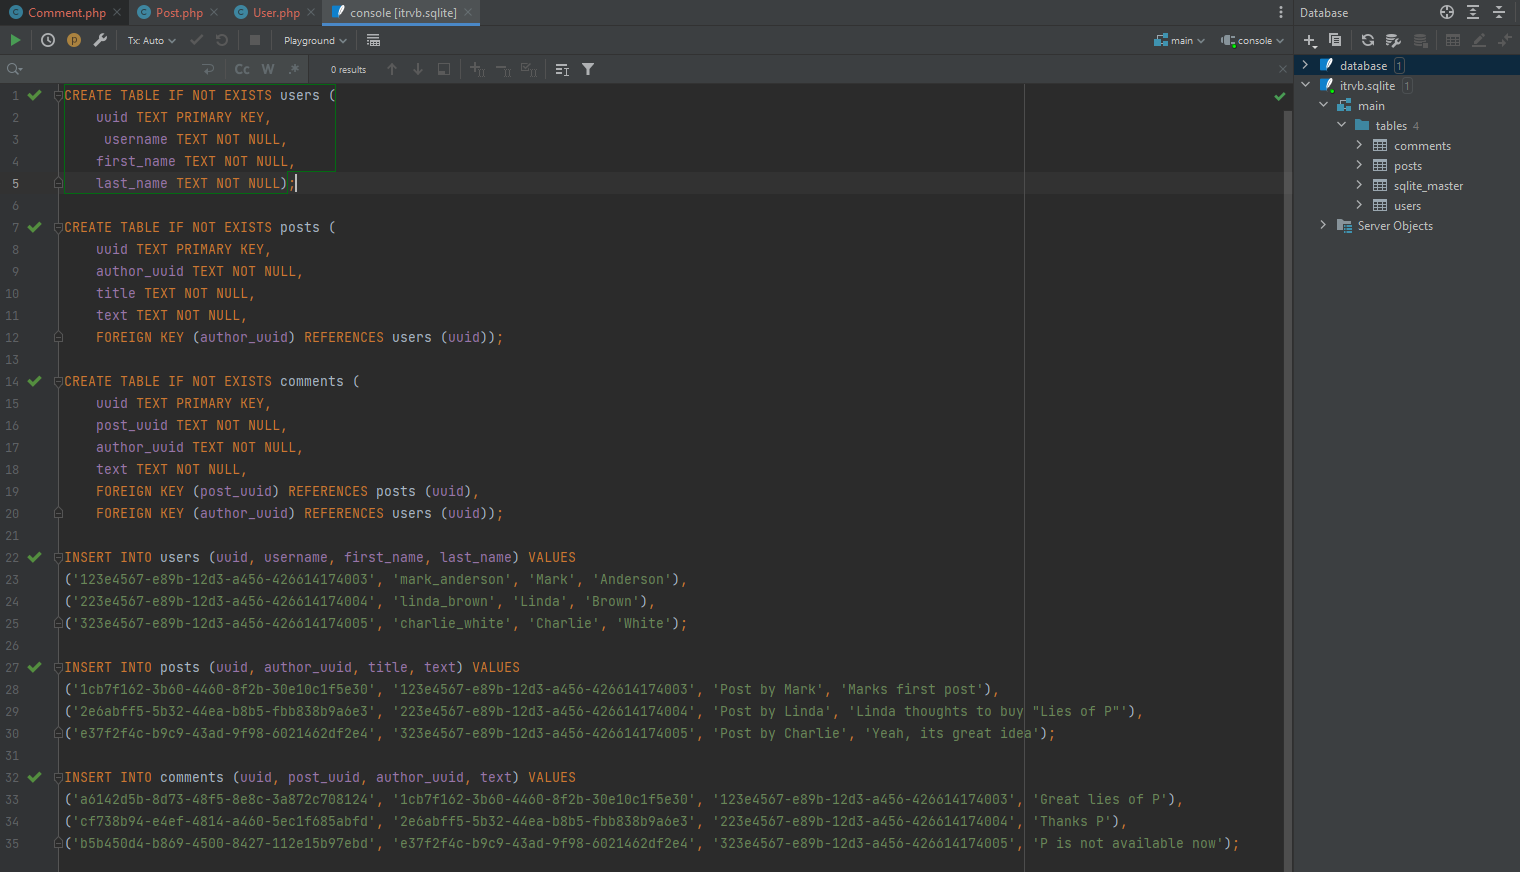 Comment.php
Post.php
User.php
console [itrvb.sqlite]
Database
Tx: Auto
Playground
main
console
Cc W .*
0 results
database 1
itrvb.sqlite 1
main
tables 4
comments
posts
sqlite_master
users
Server Objects
1 CREATE TABLE IF NOT EXISTS users (
2 uuid TEXT PRIMARY KEY,
3 username TEXT NOT NULL,
4 first_name TEXT NOT NULL,
5 last_name TEXT NOT NULL);
6
7 CREATE TABLE IF NOT EXISTS posts (
8 uuid TEXT PRIMARY KEY,
9 author_uuid TEXT NOT NULL,
10 title TEXT NOT NULL,
11 text TEXT NOT NULL,
12 FOREIGN KEY (author_uuid) REFERENCES users (uuid));
13
14 CREATE TABLE IF NOT EXISTS comments (
15 uuid TEXT PRIMARY KEY,
16 post_uuid TEXT NOT NULL,
17 author_uuid TEXT NOT NULL,
18 text TEXT NOT NULL,
19 FOREIGN KEY (post_uuid) REFERENCES posts (uuid),
20 FOREIGN KEY (author_uuid) REFERENCES users (uuid));
21
22 INSERT INTO users (uuid, username, first_name, last_name) VALUES
23 ('123e4567-e89b-12d3-a456-426614174003', 'mark_anderson', 'Mark', 'Anderson'),
24 ('223e4567-e89b-12d3-a456-426614174004', 'linda_brown', 'Linda', 'Brown'),
25 ('323e4567-e89b-12d3-a456-426614174005', 'charlie_white', 'Charlie', 'White');
26
27 INSERT INTO posts (uuid, author_uuid, title, text) VALUES
28 ('1cb7f162-3b60-4460-8f2b-30e10c1f5e30', '123e4567-e89b-12d3-a456-426614174003', 'Post by Mark', 'Marks first post'),
29 ('2e6abff5-5b32-44ea-b8b5-fbb838b9a6e3', '223e4567-e89b-12d3-a456-426614174004', 'Post by Linda', 'Linda thoughts to buy "Lies of P"'),
30 ('e37f2f4c-b9c9-43ad-9f98-6021462df2e4', '323e4567-e89b-12d3-a456-426614174005', 'Post by Charlie', 'Yeah, its great idea');
31
32 INSERT INTO comments (uuid, post_uuid, author_uuid, text) VALUES
33 ('a6142d5b-8d73-48f5-8e8c-3a872c708124', '1cb7f162-3b60-4460-8f2b-30e10c1f5e30', '123e4567-e89b-12d3-a456-426614174003', 'Great lies of P'),
34 ('cf738b94-e4ef-4814-a460-5ec1f685abfd', '2e6abff5-5b32-44ea-b8b5-fbb838b9a6e3', '223e4567-e89b-12d3-a456-426614174004', 'Thanks P'),
35 ('b5b450d4-b869-4500-8427-112e15b97ebd', 'e37f2f4c-b9c9-43ad-9f98-6021462df2e4', '323e4567-e89b-12d3-a456-426614174005', 'P is not available now');